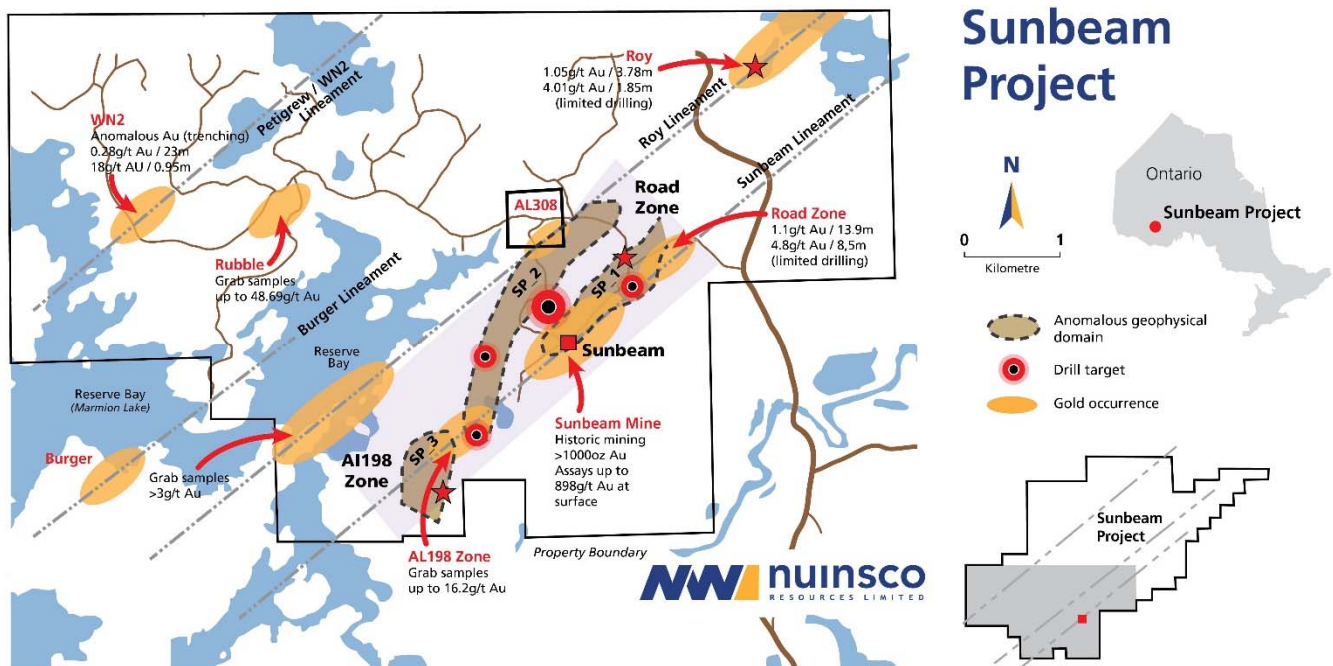 Sunbeam
Project
Roy
1.05g/t Au / 3.78m
4.01g/t Au / 1.85m
(limited drilling)
Petigrew / WN2
Lineament
WN2
Anomalous Au (trenching)
0.28g/t Au / 23m
18g/t AU / 0.95m
Roy Lineament
Sunbeam Lineament
Road
Zone
AL308
Road Zone
1.1g/t Au / 13.9m
4.8g/t Au / 8,5m
(limited drilling)
Rubble
Grab samples
up to 48.69g/t Au
Burger Lineament
SP_2
SP_1
Reserve
Bay
Sunbeam
Reserve Bay
(Marmion Lake)
Burger
Grab samples
>3g/t Au
Al198
Zone
SP_3
Sunbeam Mine
Historic mining
>1000oz Au
Assays up to
898g/t Au at
surface
AL198 Zone
Grab samples
up to 16.2g/t Au
Property Boundary
NW nuinsco
RESOURCES LIMITED
Ontario
Sunbeam Project
N
0 1
Kilometre
Anomalous geophysical
domain
Drill target
Gold occurrence
Sunbeam
Project